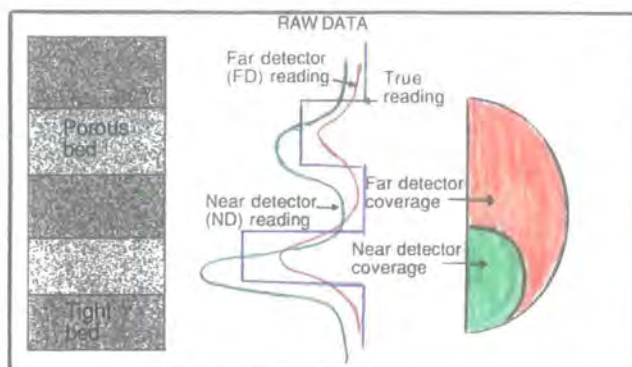 RAW DATA
Far detector
(FD) reading
True
reading
Porous
bed
Far detector
coverage
Near detector
(ND) reading
Near detector
coverage
Tight
bed